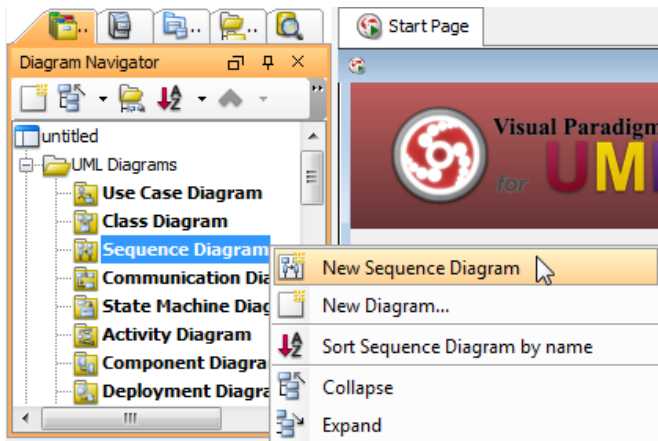 Start Page
Diagram Navigator
untitled
UML Diagrams
Use Case Diagram
Class Diagram
Sequence Diagram
Communication Dia
State Machine Diag
Activity Diagram
Component Diagra
Deployment Diagra
Visual Paradigm
for UML
New Sequence Diagram
New Diagram...
Sort Sequence Diagram by name
Collapse
Expand